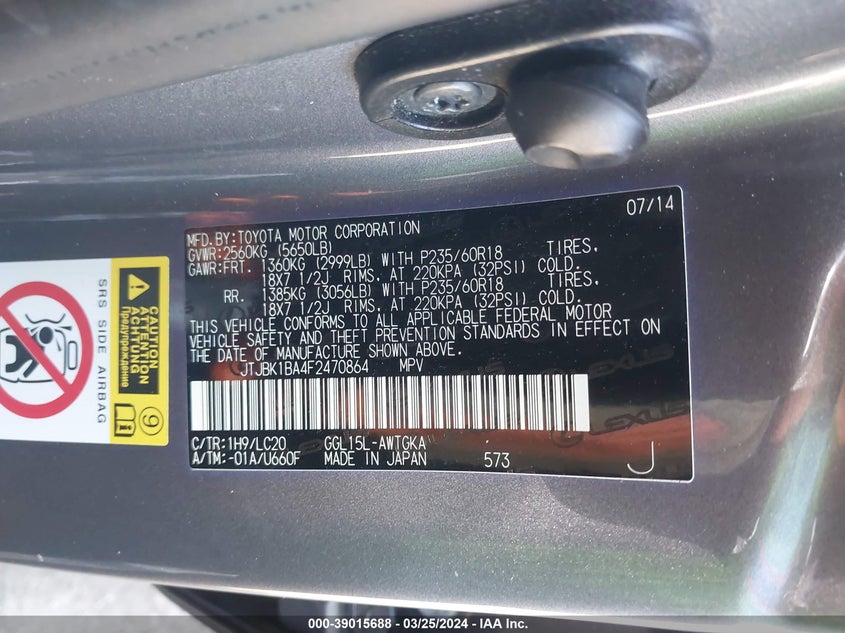 07/14
MFD. BY: TOYOTA MOTOR CORPORATION
GVWR: 2560KG (5650LB)
GAWR: FRT. 1360KG (2999LB) WITH P235/60R18 TIRES,
18X7 1/2J RIMS, AT 220KPA (32PSI) COLD.
RR. 1385KG (3056LB) WITH P235/60R18 TIRES,
18X7 1/2J RIMS, AT 220KPA (32PSI) COLD.
THIS VEHICLE CONFORMS TO ALL APPLICABLE FEDERAL MOTOR
VEHICLE SAFETY AND THEFT PREVENTION STANDARDS IN EFFECT ON
THE DATE OF MANUFACTURE SHOWN ABOVE.
JTJBK1BA4F2470864 MPV
C/TR: 1H9/LC20 GGL15L-AWTGKA
A/TM: -01A/U660F MADE IN JAPAN 573 J
LEXUS
SRS SIDE AIRBAG
CAUTION
ATTENTION
ACHTUNG
Предупреждение
9
000-39015688 - 03/25/2024 - IAA Inc.